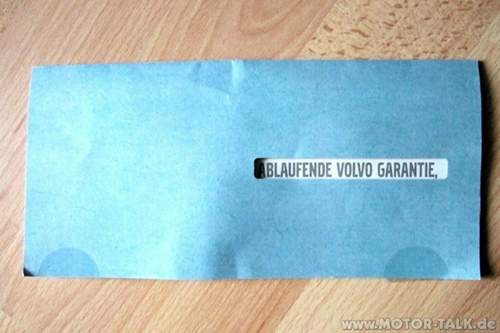 ABLAUFENDE VOLVO GARANTIE,
www.MOTOR-TALK.de